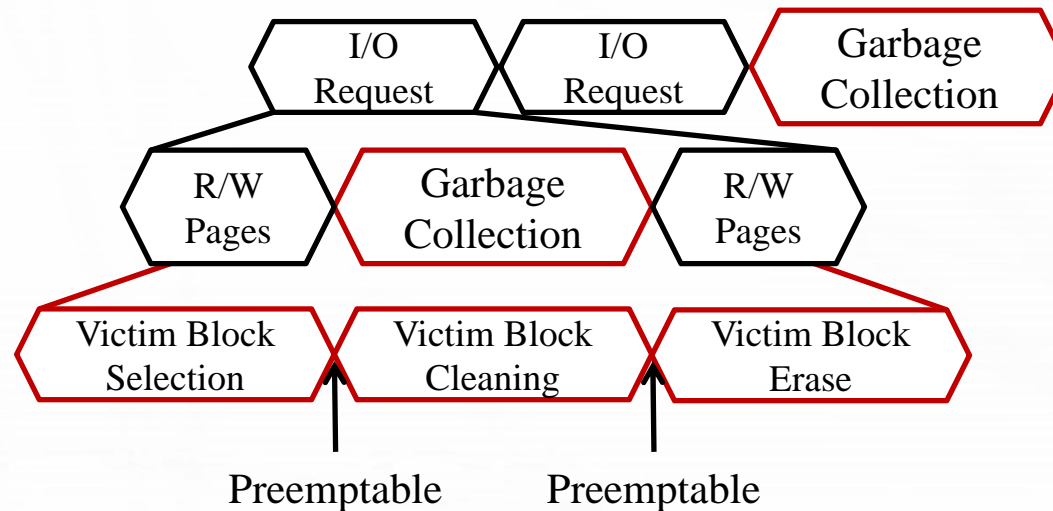 I/O
Request
I/O
Request
Garbage
Collection
R/W
Pages
Garbage
Collection
R/W
Pages
Victim Block
Selection
Victim Block
Cleaning
Victim Block
Erase
Preemptable
Preemptable